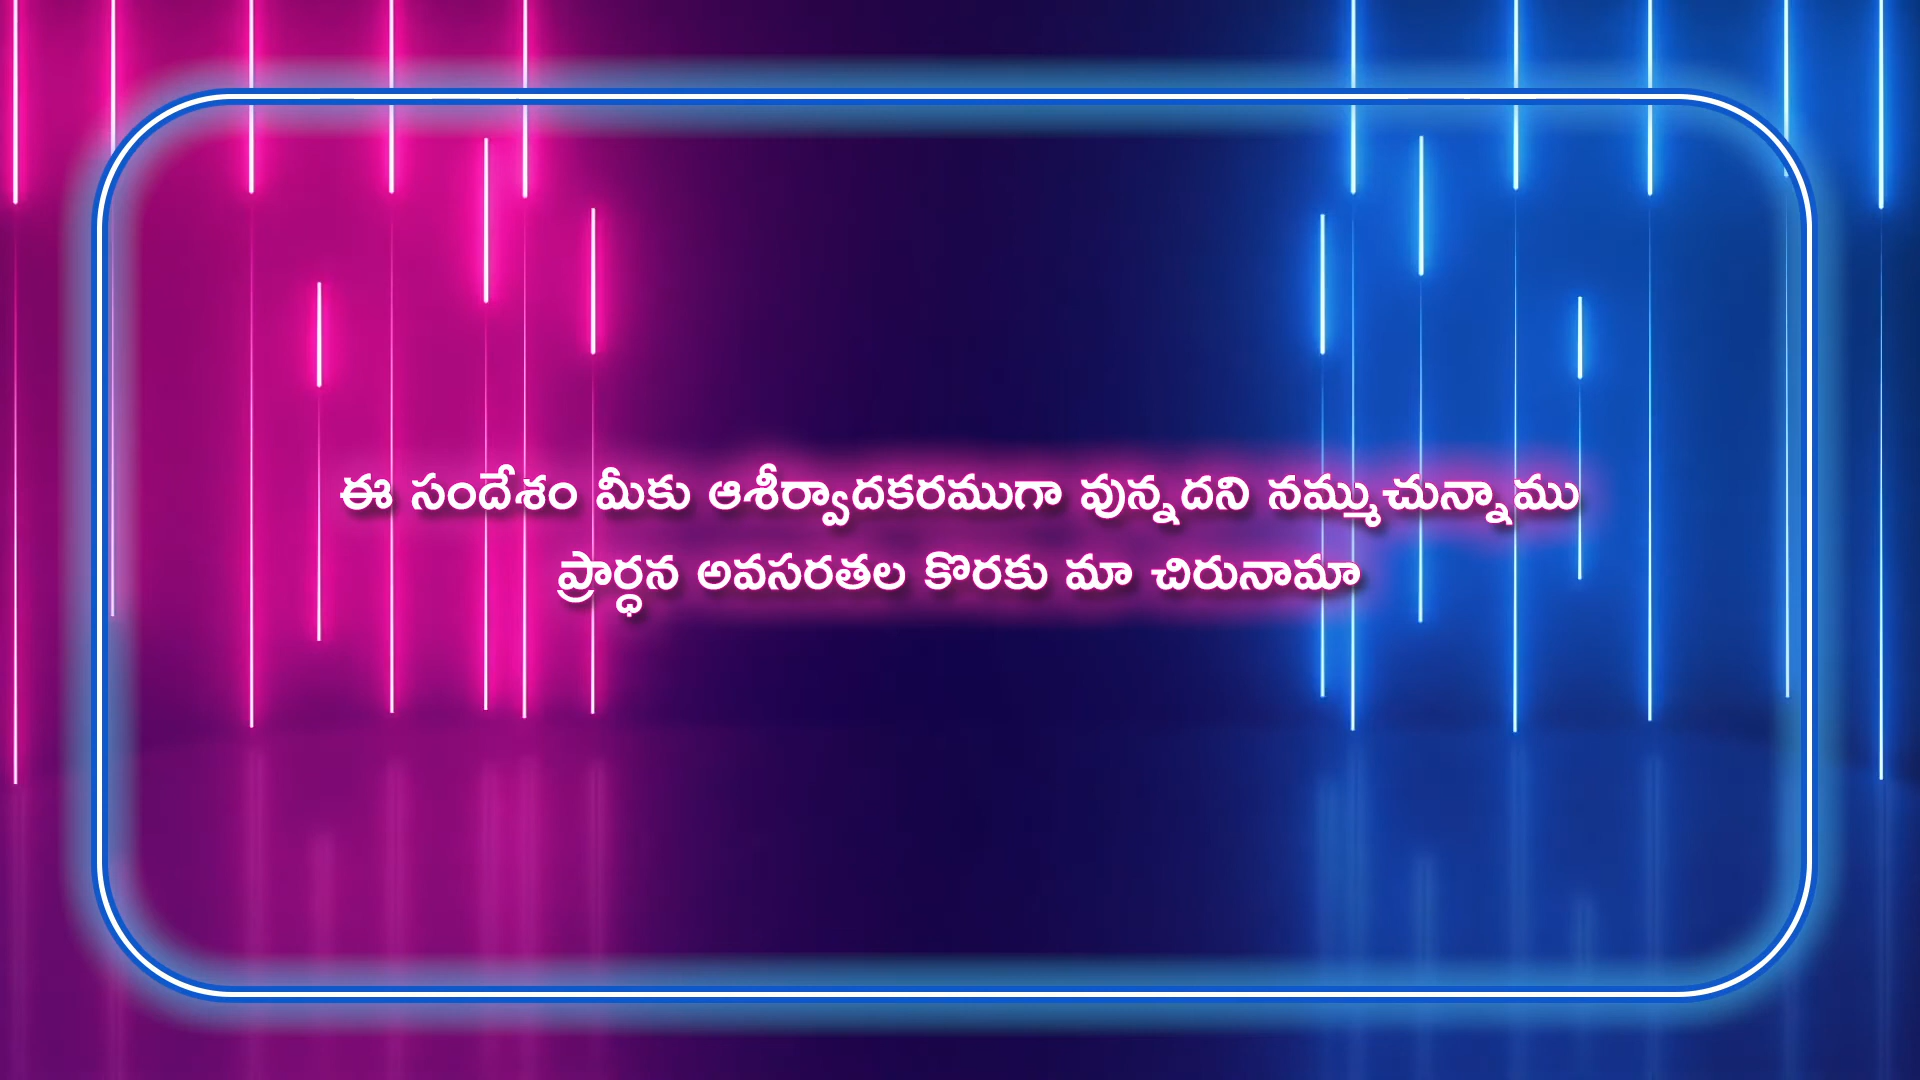 ఈ సందేశం మీకు ఆశీర్వాదకరముగా వున్నదని నమ్ముచున్నాము
ప్రార్ధన అవసరతల కొరకు మా చిరునామా